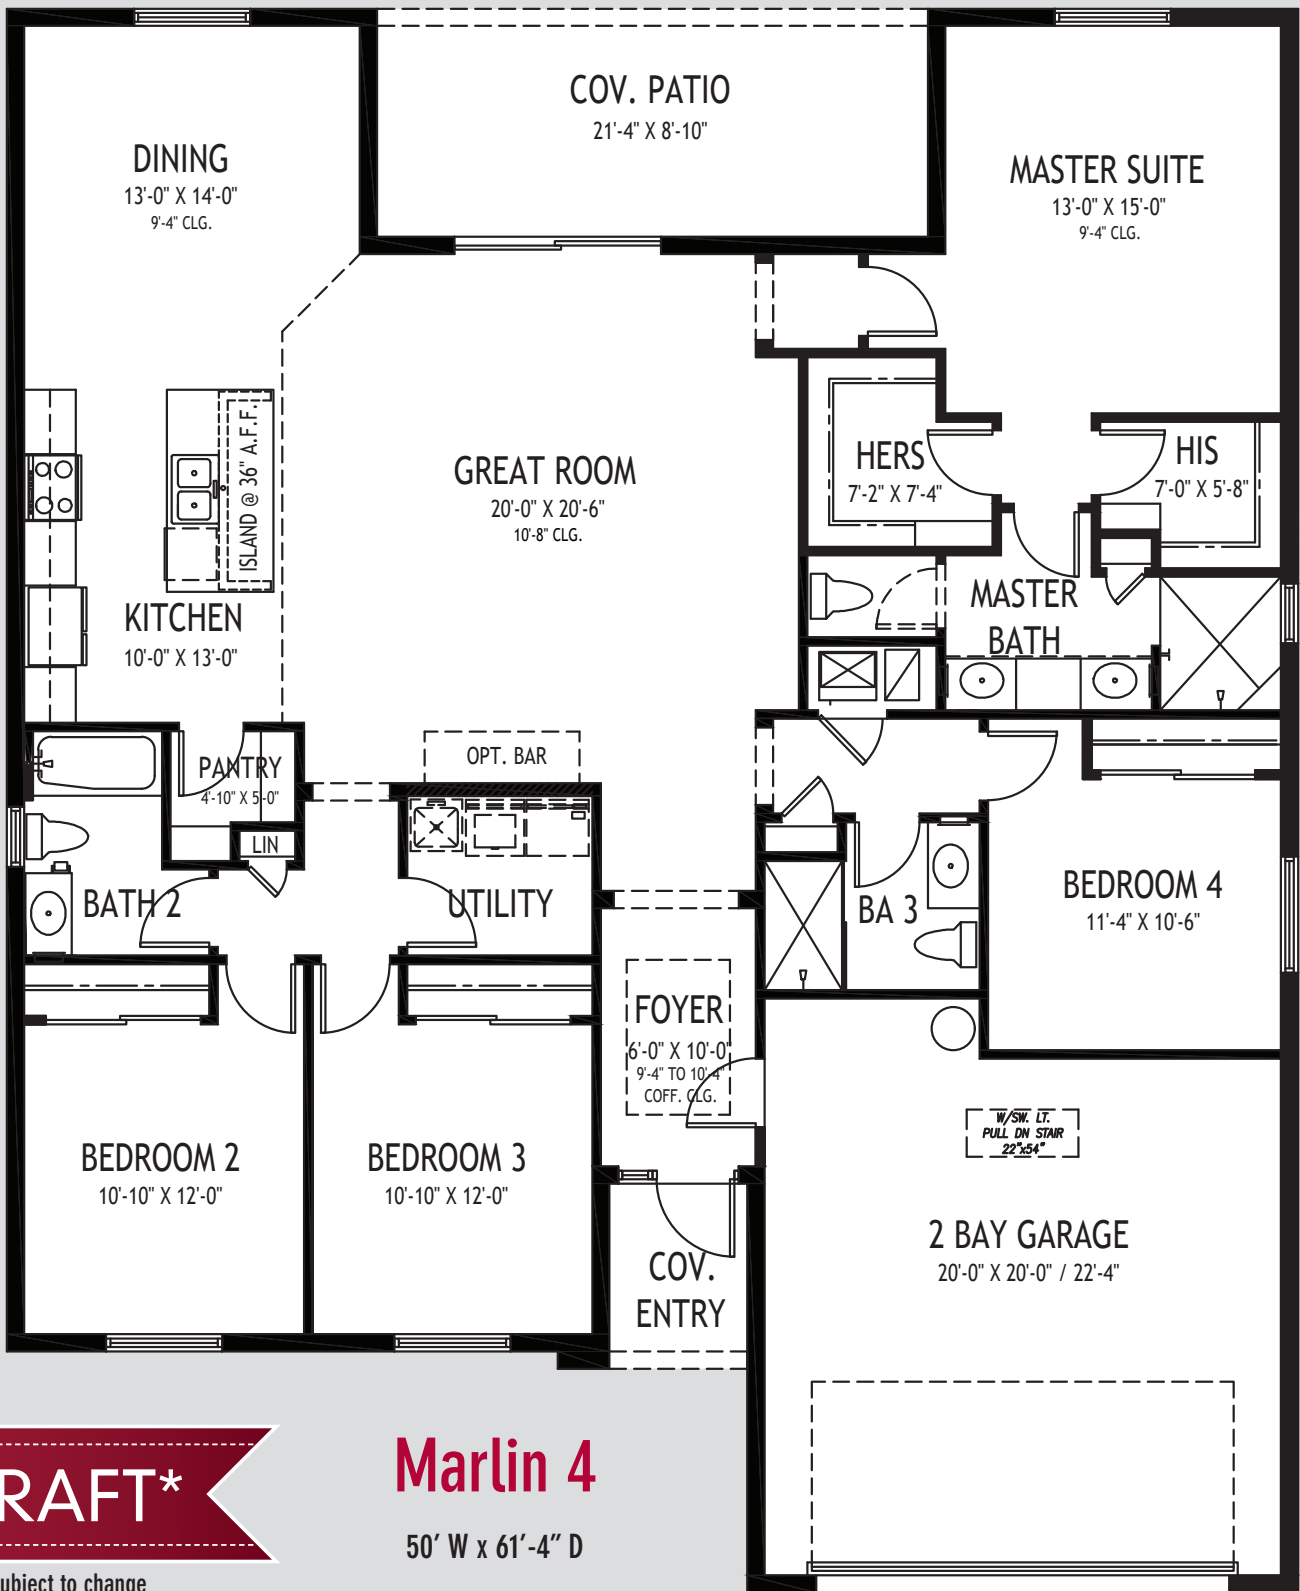 COV. PATIO
21'-4" X 8'-10"
DINING
13'-0" X 14'-0"
9'-4" CLG.
MASTER SUITE
13'-0" X 15'-0"
9'-4" CLG.
ISLAND @ 36" A.F.F.
GREAT ROOM
20'-0" X 20'-6"
10'-8" CLG.
HERS
7'-2" X 7'-4"
HIS
7'-0" X 5'-8"
KITCHEN
10'-0" X 13'-0"
MASTER
BATH
OPT. BAR
PANTRY
4'-10" X 5'-0"
LIN
BATH 2
UTILITY
BA 3
BEDROOM 4
11'-4" X 10'-6"
FOYER
6'-0" X 10'-0"
9'-4" TO 10'-4"
COFF. CLG.
W/SW. LT.
PULL DN STAIR
22"x54"
BEDROOM 2
10'-10" X 12'-0"
BEDROOM 3
10'-10" X 12'-0"
2 BAY GARAGE
20'-0" X 20'-0" / 22'-4"
COV.
ENTRY
RAFT*
Marlin 4
50' W x 61'-4" D
ubject to change